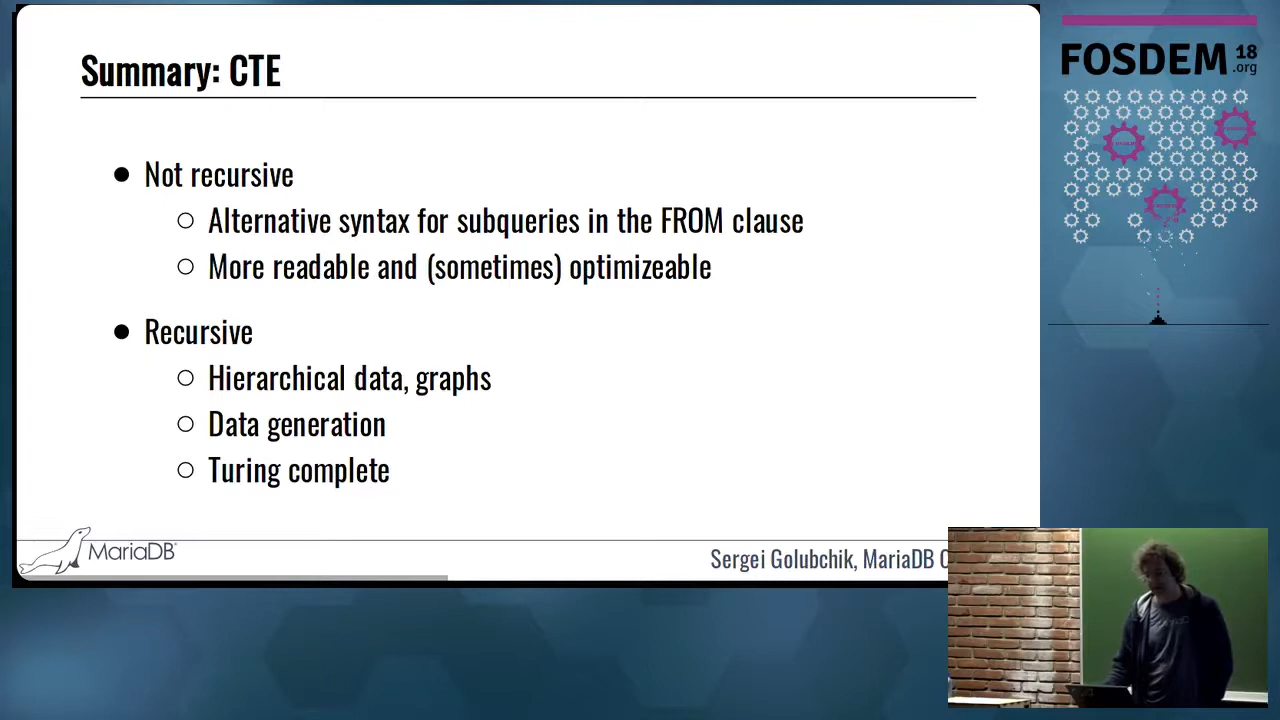 Summary: CTE
Not recursive
Alternative syntax for subqueries in the FROM clause
More readable and (sometimes) optimizeable
Recursive
Hierarchical data, graphs
Data generation
Turing complete
MariaDB
Sergei Golubchik, MariaDB
FOSDEM 18
.org